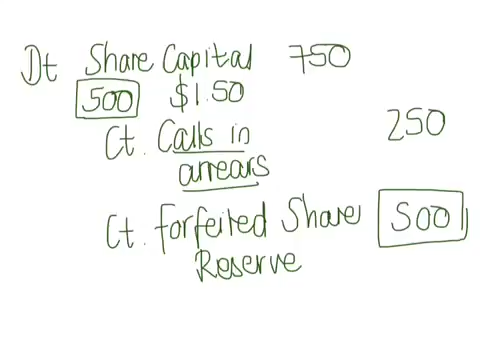 Dt Share Capital 750
500 $1.50
Ct. Calls in 250
arrears
Ct. Forfeited Share 500
Reserve